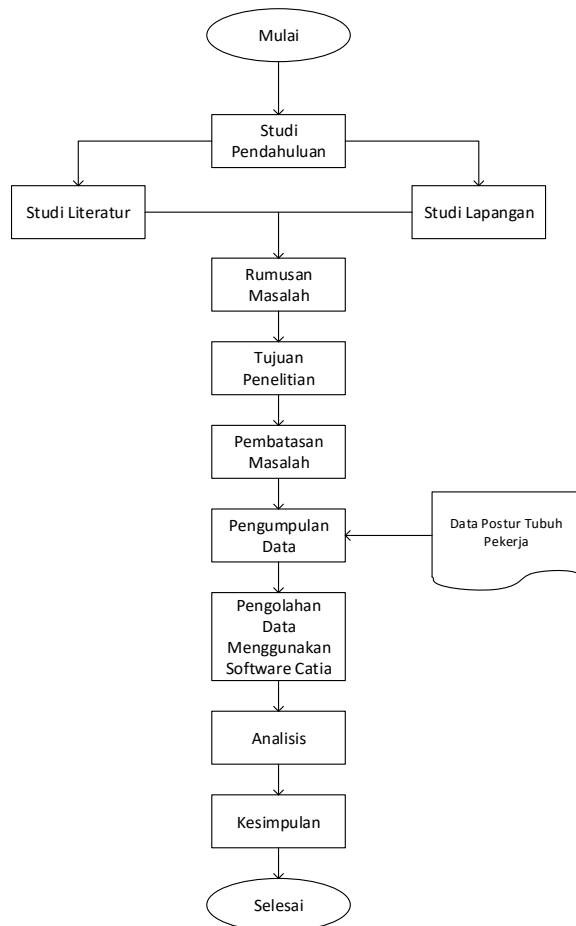 Mulai
Studi
Pendahuluan
Studi Literatur
Studi Lapangan
Rumusan
Masalah
Tujuan
Penelitian
Pembatasan
Masalah
Pengumpulan
Data
Data Postur Tubuh
Pekerja
Pengolahan
Data
Menggunakan
Software Catia
Analisis
Kesimpulan
Selesai